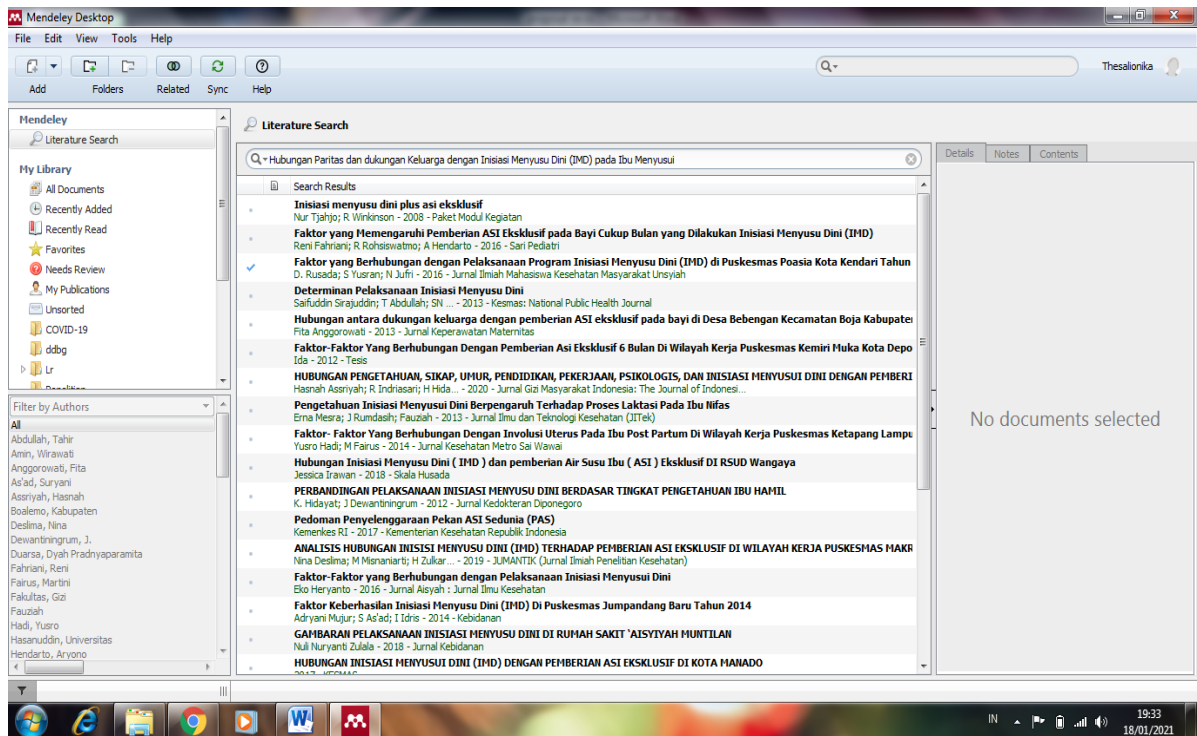 Mendeley Desktop
File Edit View Tools Help
Add Folders Related Sync Help
Thesalionika
Mendeley
Literature Search
My Library
All Documents
Recently Added
Recently Read
Favorites
Needs Review
My Publications
Unsorted
COVID-19
ddbg
Lr
Filter by Authors
All
Abdullah, Tahir
Amin, Wirawati
Anggorowati, Fita
As'ad, Suryani
Assriyah, Hasnah
Boalemo, Kabupaten
Deslima, Nina
Dewantiningrum, J.
Duarsa, Dyah Pradnyaparamita
Fahriani, Reni
Fairus, Martini
Fakultas, Gizi
Fauziah
Hadi, Yusro
Hasanuddin, Universitas
Hendarto, Aryono
Literature Search
Hubungan Paritas dan dukungan Keluarga dengan Inisiasi Menyusu Dini (IMD) pada Ibu Menyusui
Search Results
Inisiasi menyusu dini plus asi eksklusif
Nur Tjahjo; R Winkinson - 2008 - Paket Modul Kegiatan
Faktor yang Memengaruhi Pemberian ASI Eksklusif pada Bayi Cukup Bulan yang Dilakukan Inisiasi Menyusu Dini (IMD)
Reni Fahriani; R Rohsiswatmo; A Hendarto - 2016 - Sari Pediatri
Faktor yang Berhubungan dengan Pelaksanaan Program Inisiasi Menyusu Dini (IMD) di Puskesmas Poasia Kota Kendari Tahun
D. Rusada; S Yusran; N Jufri - 2016 - Jurnal Ilmiah Mahasiswa Kesehatan Masyarakat Unsyiah
Determinan Pelaksanaan Inisiasi Menyusu Dini
Saifuddin Sirajuddin; T Abdullah; SN ... - 2013 - Kesmas: National Public Health Journal
Hubungan antara dukungan keluarga dengan pemberian ASI eksklusif pada bayi di Desa Bebengan Kecamatan Boja Kabupate
Fita Anggorowati - 2013 - Jurnal Keperawatan Maternitas
Faktor-Faktor Yang Berhubungan Dengan Pemberian Asi Eksklusif 6 Bulan Di Wilayah Kerja Puskesmas Kemiri Muka Kota Depo
Ida - 2012 - Tesis
HUBUNGAN PENGETAHUAN, SIKAP, UMUR, PENDIDIKAN, PEKERJAAN, PSIKOLOGIS, DAN INISIASI MENYUSUI DINI DENGAN PEMBERI
Hasnah Assriyah; R Indriasari; H Hida... - 2020 - Jurnal Gizi Masyarakat Indonesia: The Journal of Indonesi...
Pengetahuan Inisiasi Menyusui Dini Berpengaruh Terhadap Proses Laktasi Pada Ibu Nifas
Erna Mesra; J Rumdasih; Fauziah - 2013 - Jurnal Ilmu dan Teknologi Kesehatan (JITek)
Faktor- Faktor Yang Berhubungan Dengan Involusi Uterus Pada Ibu Post Partum Di Wilayah Kerja Puskesmas Ketapang Lampu
Yusro Hadi; M Fairus - 2014 - Jurnal Kesehatan Metro Sai Wawai
Hubungan Inisiasi Menyusu Dini ( IMD ) dan pemberian Air Susu Ibu ( ASI ) Eksklusif DI RSUD Wangaya
Jessica Irawan - 2018 - Skala Husada
PERBANDINGAN PELAKSANAAN INISIASI MENYUSU DINI BERDASAR TINGKAT PENGETAHUAN IBU HAMIL
K. Hidayat; J Dewantiningrum - 2012 - Jurnal Kedokteran Diponegoro
Pedoman Penyelenggaraan Pekan ASI Sedunia (PAS)
Kemenkes RI - 2017 - Kementerian Kesehatan Republik Indonesia
ANALISIS HUBUNGAN INISISI MENYUSU DINI (IMD) TERHADAP PEMBERIAN ASI EKSKLUSIF DI WILAYAH KERJA PUSKESMAS MAKR
Nina Deslima; M Misnaniarti; H Zulkar... - 2019 - JUMANTIK (Jurnal Ilmiah Penelitian Kesehatan)
Faktor-Faktor yang Berhubungan dengan Pelaksanaan Inisiasi Menyusui Dini
Eko Heryanto - 2016 - Jurnal Aisyah : Jurnal Ilmu Kesehatan
Faktor Keberhasilan Inisiasi Menyusu Dini (IMD) Di Puskesmas Jumpandang Baru Tahun 2014
Adryani Mujur; S As'ad; I Idris - 2014 - Kebidanan
GAMBARAN PELAKSANAAN INISIASI MENYUSU DINI DI RUMAH SAKIT `AISYIYAH MUNTILAN
Nuli Nuryanti Zulala - 2018 - Jurnal Kebidanan
HUBUNGAN INISIASI MENYUSUI DINI (IMD) DENGAN PEMBERIAN ASI EKSKLUSIF DI KOTA MANADO
Details Notes Contents
No documents selected
IN
19:33
18/01/2021